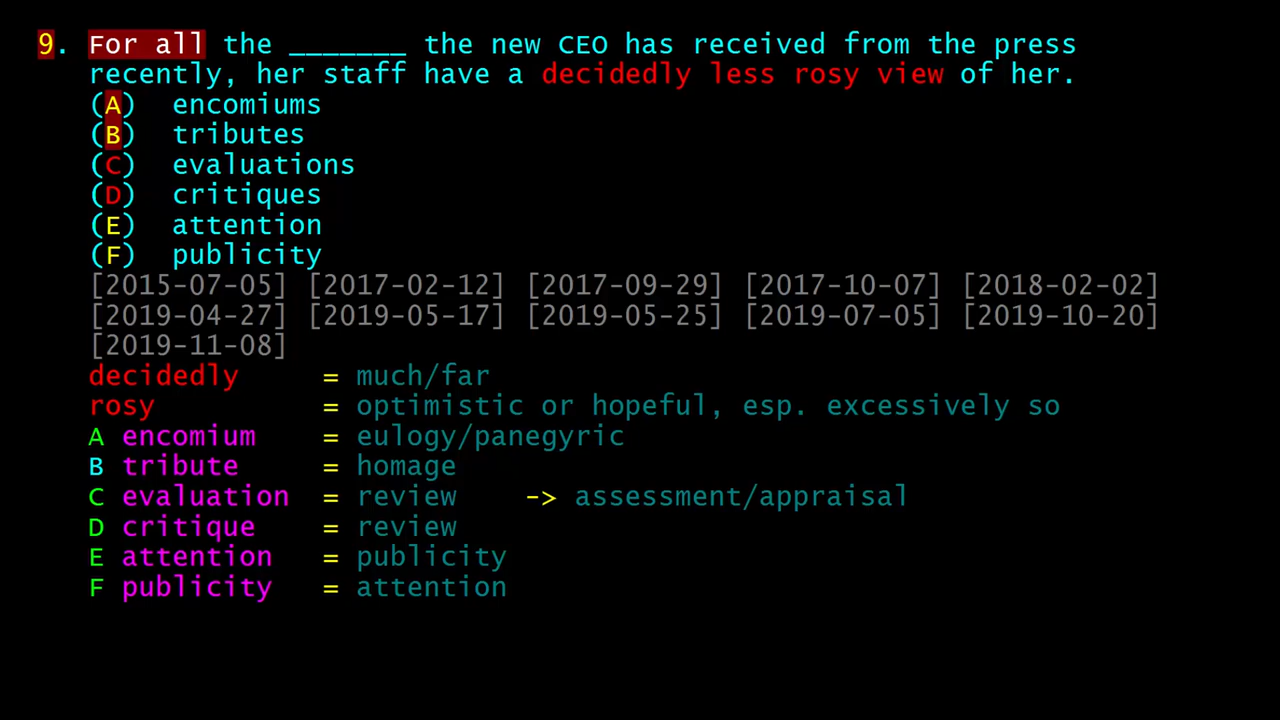 9. For all the _______ the new CEO has received from the press
recently, her staff have a decidedly less rosy view of her.
(A) encomiums
(B) tributes
(C) evaluations
(D) critiques
(E) attention
(F) publicity
[2015-07-05] [2017-02-12] [2017-09-29] [2017-10-07] [2018-02-02]
[2019-04-27] [2019-05-17] [2019-05-25] [2019-07-05] [2019-10-20]
[2019-11-08]
decidedly = much/far
rosy = optimistic or hopeful, esp. excessively so
A encomium = eulogy/panegyric
B tribute = homage
C evaluation = review -> assessment/appraisal
D critique = review
E attention = publicity
F publicity = attention